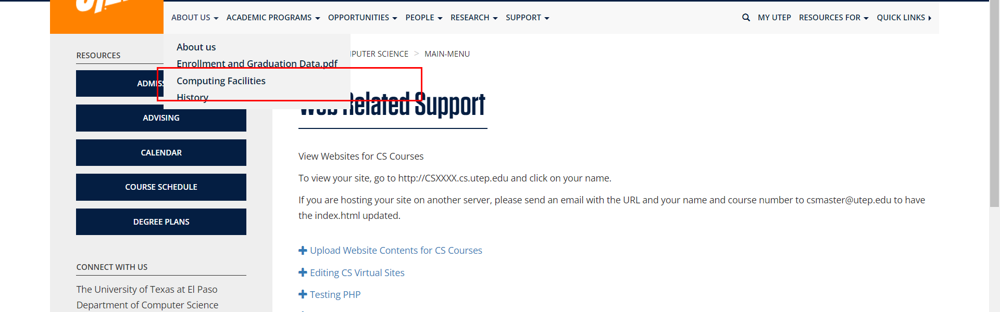 ABOUT US ACADEMIC PROGRAMS OPPORTUNITIES PEOPLE RESEARCH SUPPORT MY UTEP RESOURCES FOR QUICK LINKS
About us
Enrollment and Graduation Data.pdf
Computing Facilities
History
RESOURCES
ADVISING
CALENDAR
COURSE SCHEDULE
DEGREE PLANS
CONNECT WITH US
The University of Texas at El Paso
Department of Computer Science
SCIENCE > MAIN-MENU
Web Related Support
View Websites for CS Courses
To view your site, go to http://CSXXXX.cs.utep.edu and click on your name.
If you are hosting your site on another server, please send an email with the URL and your name and course number to csmaster@utep.edu to have
the index.html updated.
Upload Website Contents for CS Courses
Editing CS Virtual Sites
Testing PHP